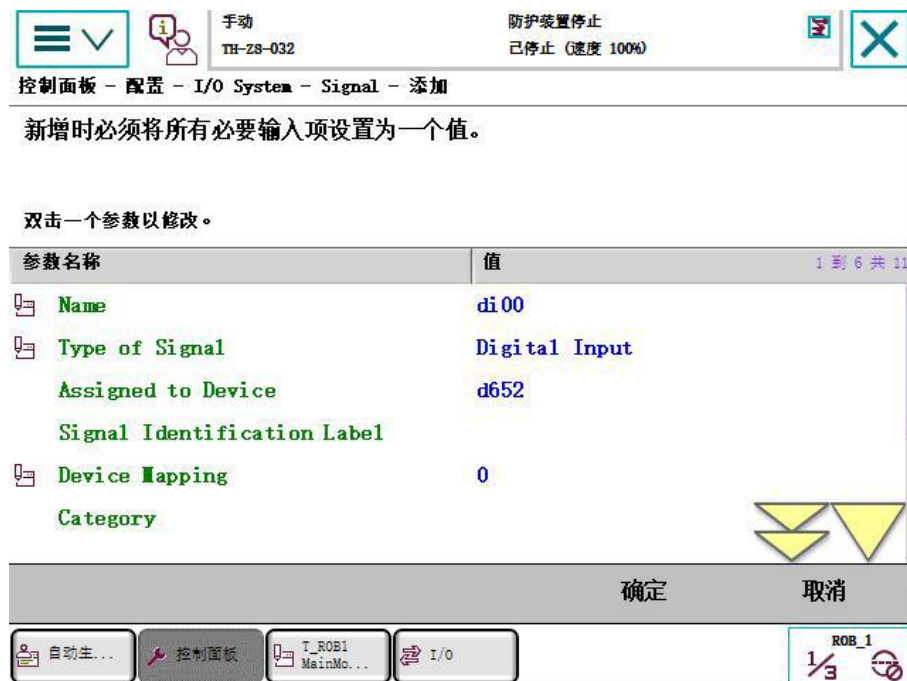 手动
TH-ZS-032
防护装置停止
已停止 (速度 100%)
控制面板 - 配置 - I/O System - Signal - 添加
新增时必须将所有必要输入项设置为一个值。
双击一个参数以修改。
参数名称 值 1 到 6 共 11
Name di00
Type of Signal Digital Input
Assigned to Device d652
Signal Identification Label
Device Mapping 0
Category
确定 取消
自动生...
控制面板
T_ROB1
MainMo...
I/O
ROB_1
1/3